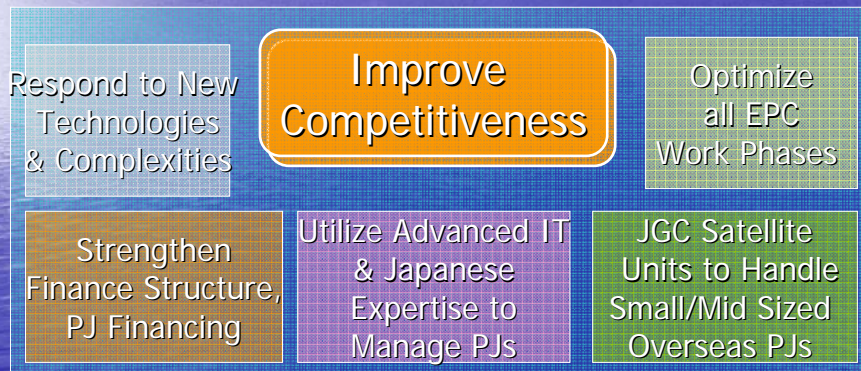 Respond to New
Technologies
& Complexities
Improve
Competitiveness
Optimize
all EPC
Work Phases
Strengthen
Finance Structure,
PJ Financing
Utilize Advanced IT
& Japanese
Expertise to
Manage PJs
JGC Satellite
Units to Handle
Small/Mid Sized
Overseas PJs